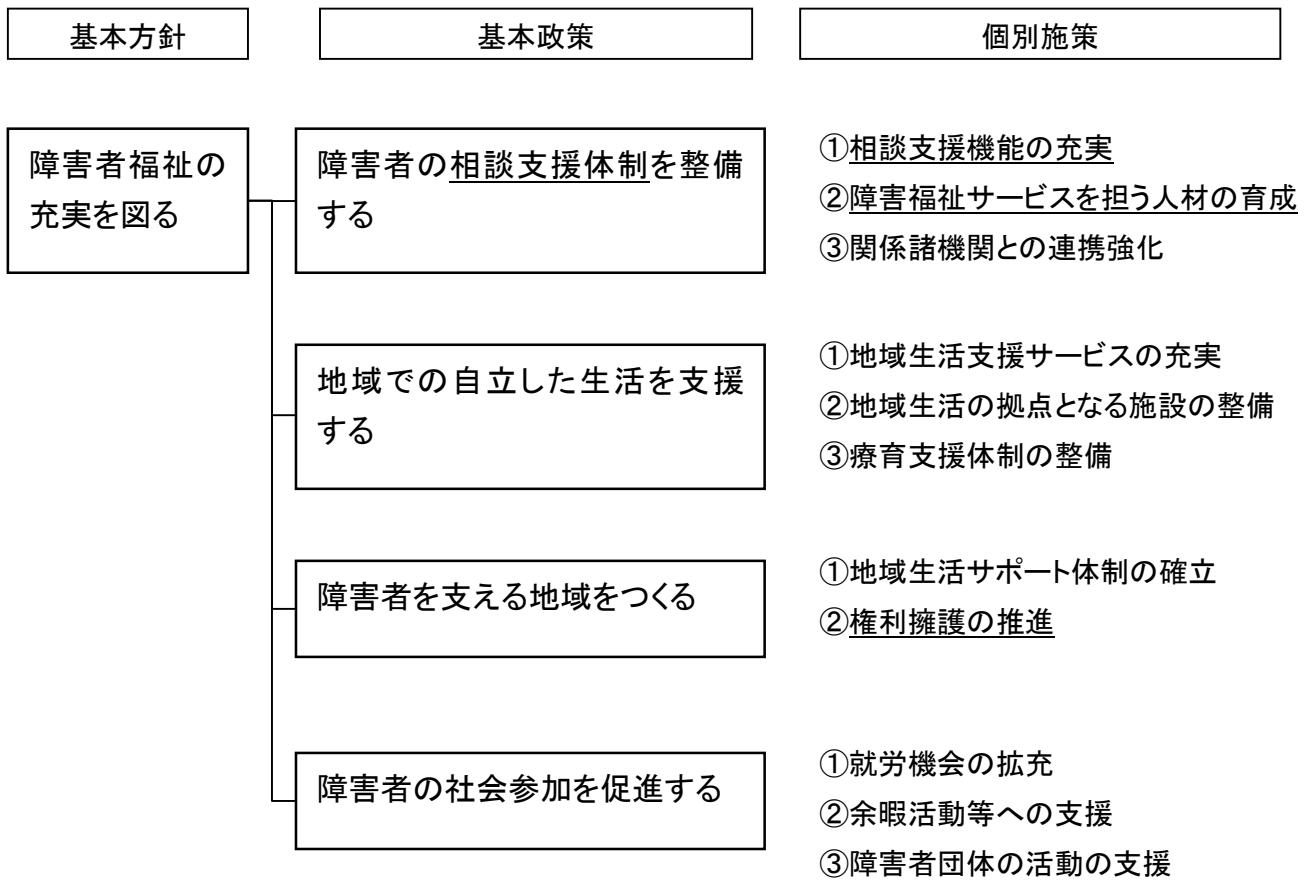 基本方針
基本政策
個別施策
障害者福祉の
充実を図る
障害者の相談支援体制を整備
する
①相談支援機能の充実
②障害福祉サービスを担う人材の育成
③関係諸機関との連携強化
地域での自立した生活を支援
する
①地域生活支援サービスの充実
②地域生活の拠点となる施設の整備
③療育支援体制の整備
障害者を支える地域をつくる
①地域生活サポート体制の確立
②権利擁護の推進
障害者の社会参加を促進する
①就労機会の拡充
②余暇活動等への支援
③障害者団体の活動の支援